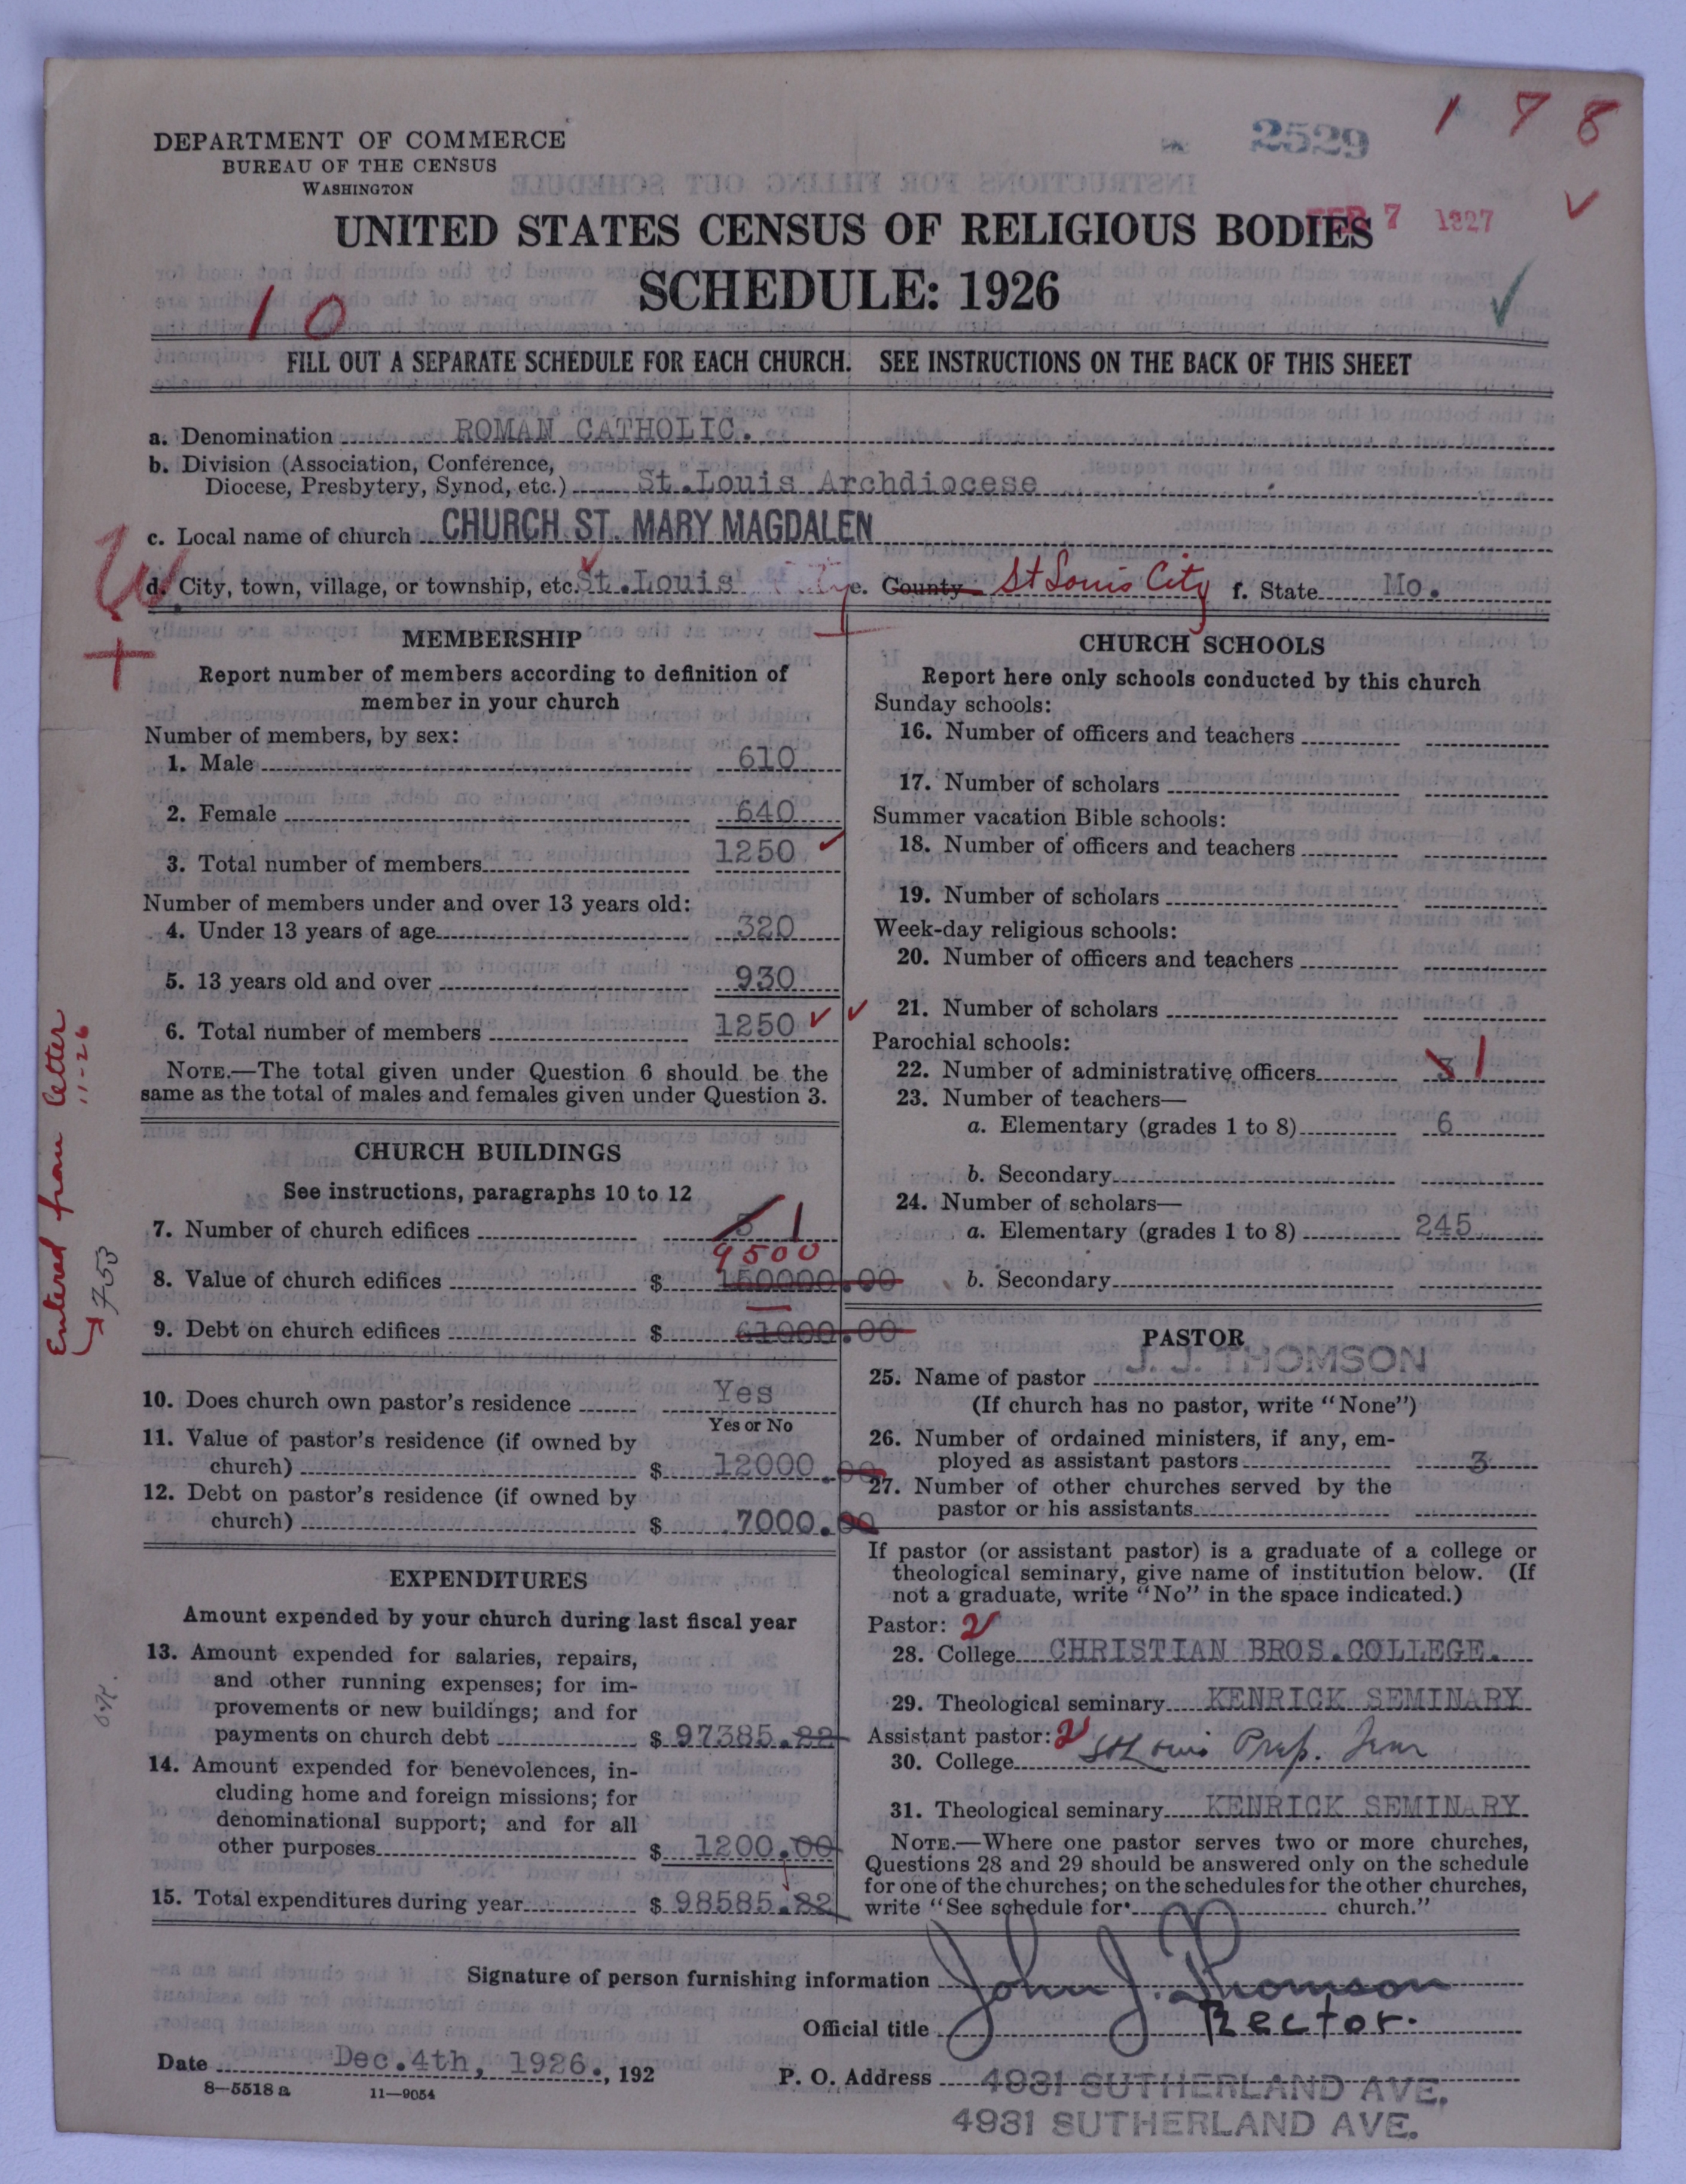 1 7 8
2529
DEPARTMENT OF COMMERCE
BUREAU OF THE CENSUS
WASHINGTON
FEB 7 1927
UNITED STATES CENSUS OF RELIGIOUS BODIES
SCHEDULE: 1926
10
FILL OUT A SEPARATE SCHEDULE FOR EACH CHURCH. SEE INSTRUCTIONS ON THE BACK OF THIS SHEET
a. Denomination ROMAN CATHOLIC.
b. Division (Association, Conference,
Diocese, Presbytery, Synod, etc.) St.Louis Archdiocese
c. Local name of church CHURCH ST. MARY MAGDALEN
d. City, town, village, or township, etc. St.Louis e. County St Louis City f. State Mo.
MEMBERSHIP
Report number of members according to definition of
member in your church
Number of members, by sex:
1. Male 610
2. Female 640
3. Total number of members 1250
Number of members under and over 13 years old:
4. Under 13 years of age 320
5. 13 years old and over 930
6. Total number of members 1250
NOTE.—The total given under Question 6 should be the
same as the total of males and females given under Question 3.
Entered from letter
11-26
7-53
CHURCH BUILDINGS
See instructions, paragraphs 10 to 12
7. Number of church edifices 1
9500
8. Value of church edifices $ 150000.00
9. Debt on church edifices $ 61000.00
10. Does church own pastor's residence Yes
Yes or No
11. Value of pastor's residence (if owned by
church) $ 12000.00
12. Debt on pastor's residence (if owned by
church) $ 7000.00
EXPENDITURES
Amount expended by your church during last fiscal year
13. Amount expended for salaries, repairs,
and other running expenses; for im-
provements or new buildings; and for
payments on church debt $ 97385.82
14. Amount expended for benevolences, in-
cluding home and foreign missions; for
denominational support; and for all
other purposes $ 1200.00
15. Total expenditures during year $ 98585.82
CHURCH SCHOOLS
Report here only schools conducted by this church
Sunday schools:
16. Number of officers and teachers
17. Number of scholars
Summer vacation Bible schools:
18. Number of officers and teachers
19. Number of scholars
Week-day religious schools:
20. Number of officers and teachers
21. Number of scholars
Parochial schools:
22. Number of administrative officers 3 1
23. Number of teachers—
a. Elementary (grades 1 to 8) 6
b. Secondary
24. Number of scholars—
a. Elementary (grades 1 to 8) 245
b. Secondary
PASTOR
25. Name of pastor J. J. THOMSON
(If church has no pastor, write "None")
26. Number of ordained ministers, if any, em-
ployed as assistant pastors 3
27. Number of other churches served by the
pastor or his assistants
If pastor (or assistant pastor) is a graduate of a college or
theological seminary, give name of institution below. (If
not a graduate, write "No" in the space indicated.)
Pastor: 2
28. College CHRISTIAN BROS.COLLEGE.
29. Theological seminary KENRICK SEMINARY
Assistant pastor: 2
30. College St Louis Prep. Sem
31. Theological seminary KENRICK SEMINARY.
NOTE.—Where one pastor serves two or more churches,
Questions 28 and 29 should be answered only on the schedule
for one of the churches; on the schedules for the other churches,
write "See schedule for church."
Signature of person furnishing information John J. Thomson
Official title Rector.
Date Dec.4th, 1926., 192
P. O. Address 4931 SUTHERLAND AVE.
4931 SUTHERLAND AVE.
8—5518 a 11—9054